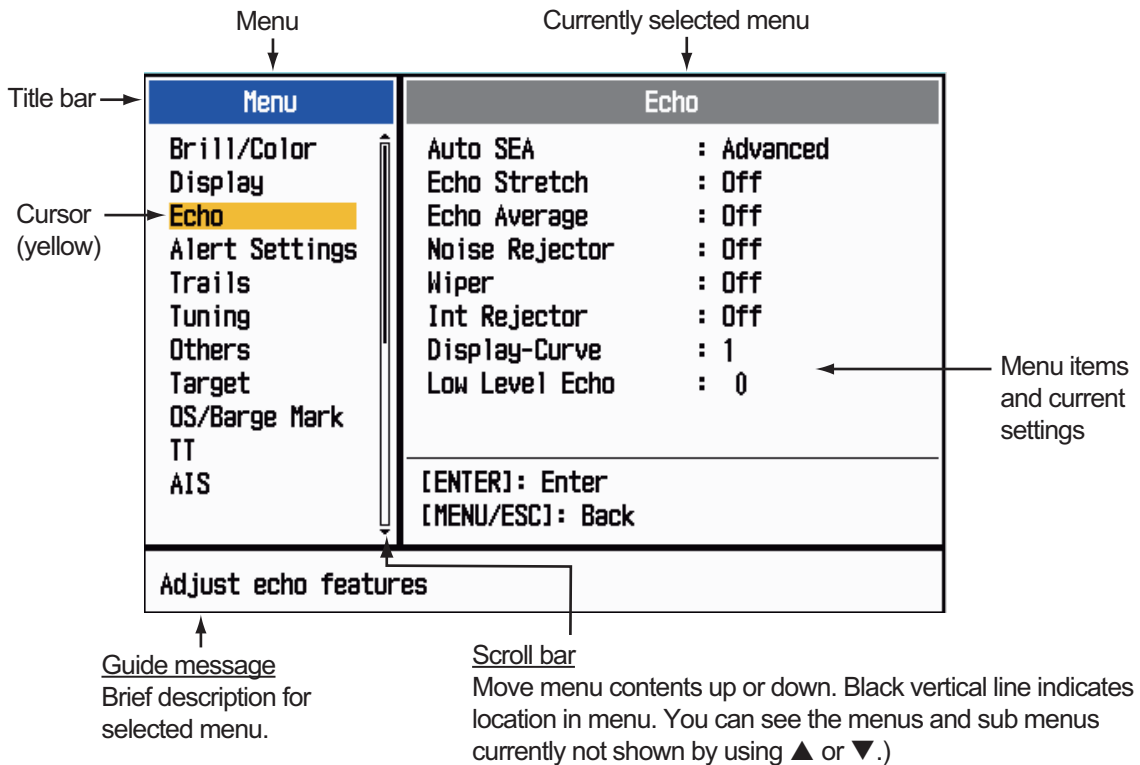 Menu
Currently selected menu
Title bar
Menu
Echo
Brill/Color
Display
Echo
Alert Settings
Trails
Tuning
Others
Target
OS/Barge Mark
TT
AIS
Cursor
(yellow)
Auto SEA : Advanced
Echo Stretch : Off
Echo Average : Off
Noise Rejector : Off
Wiper : Off
Int Rejector : Off
Display-Curve : 1
Low Level Echo : 0
Menu items
and current
settings
[ENTER]: Enter
[MENU/ESC]: Back
Adjust echo features
Guide message
Brief description for
selected menu.
Scroll bar
Move menu contents up or down. Black vertical line indicates
location in menu. You can see the menus and sub menus
currently not shown by using ▲ or ▼.)